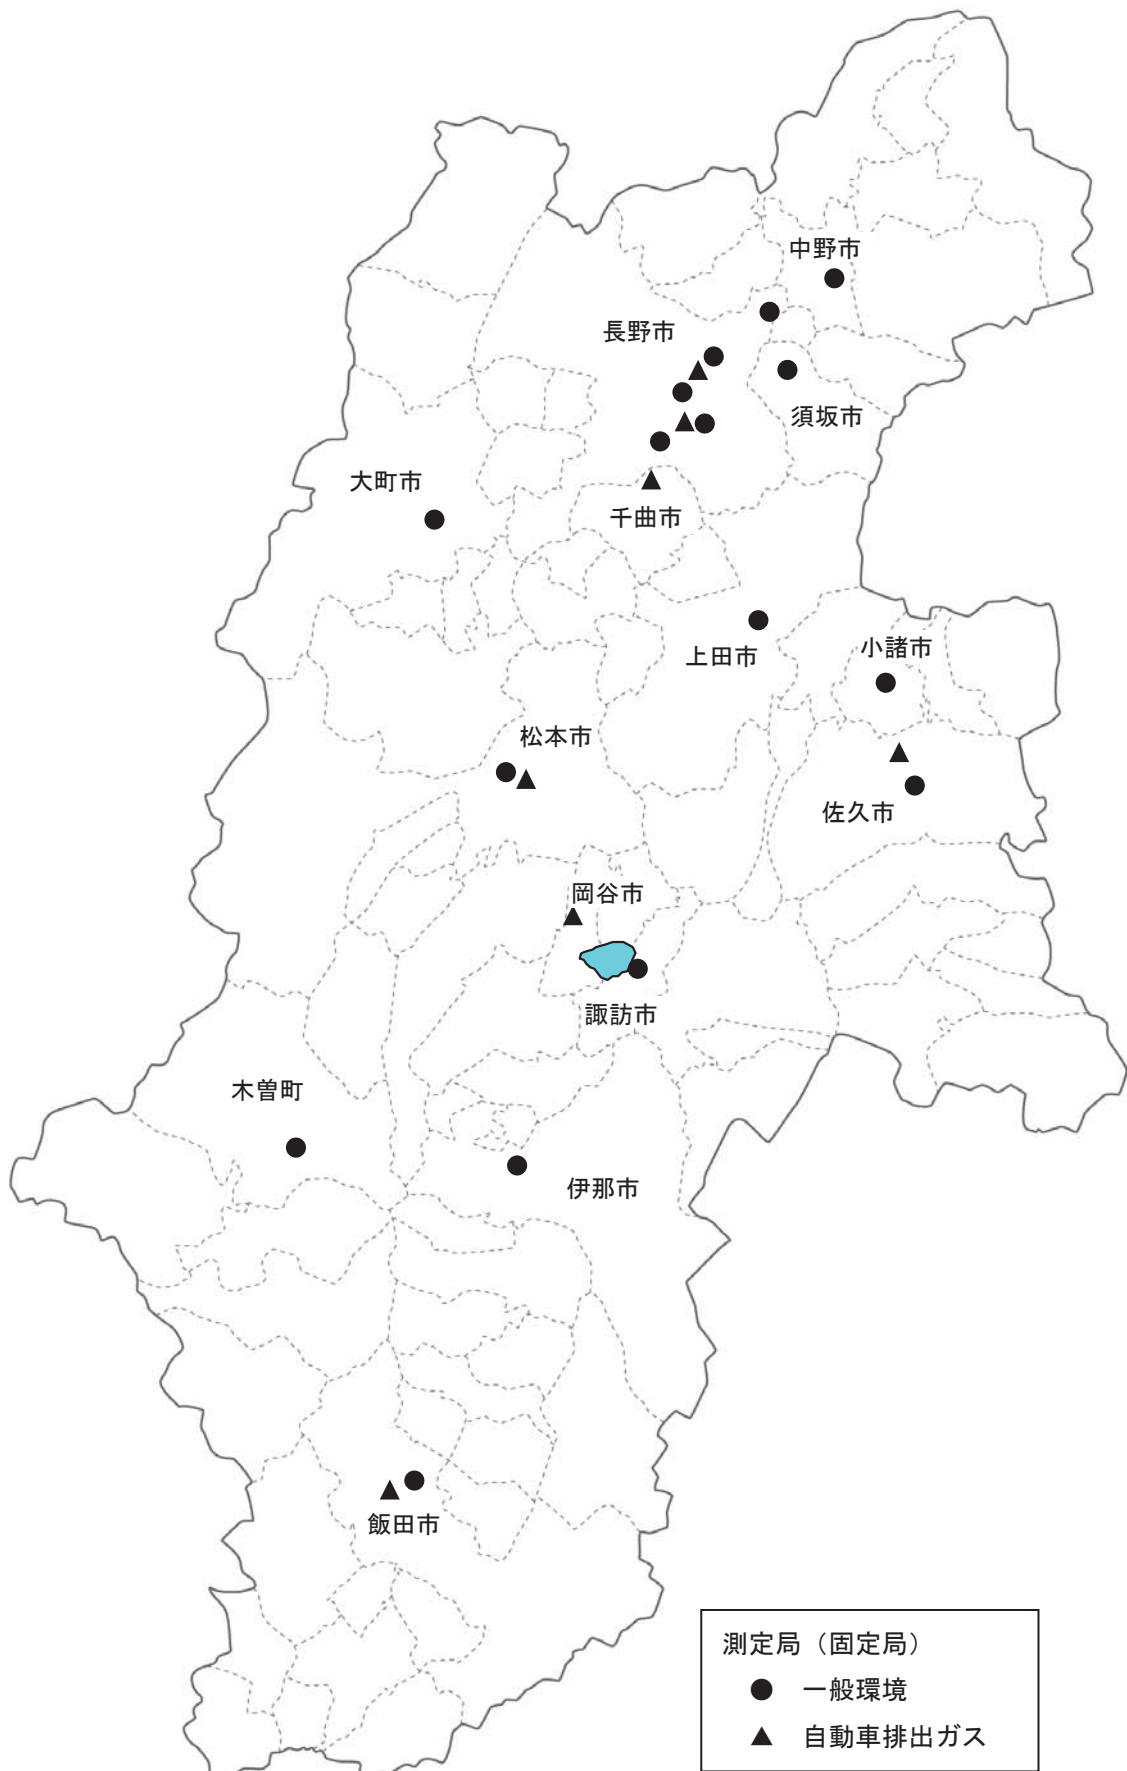 中野市
長野市
須坂市
大町市
千曲市
上田市
小諸市
松本市
佐久市
岡谷市
諏訪市
木曽町
伊那市
飯田市
測定局（固定局）
● 一般環境
▲ 自動車排出ガス